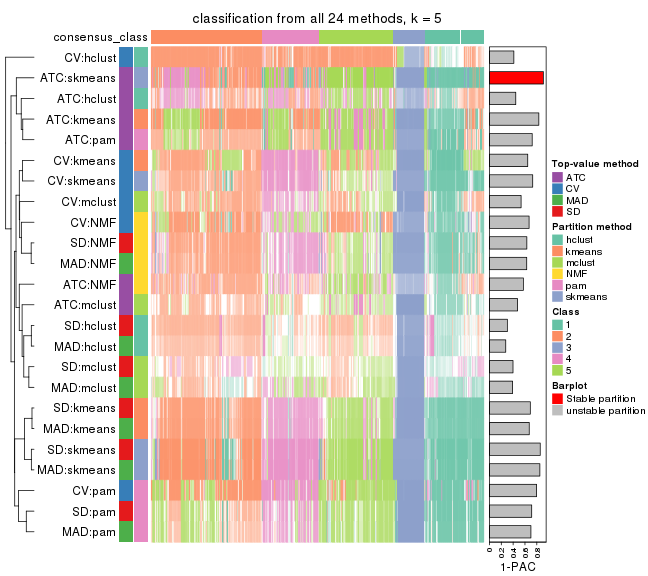 classification from all 24 methods, k = 5
consensus_class
CV:hclust
ATC:skmeans
ATC:hclust
ATC:kmeans
ATC:pam
CV:kmeans
CV:skmeans
CV:mclust
CV:NMF
SD:NMF
MAD:NMF
ATC:NMF
ATC:mclust
SD:hclust
MAD:hclust
SD:mclust
MAD:mclust
SD:kmeans
MAD:kmeans
SD:skmeans
MAD:skmeans
CV:pam
SD:pam
MAD:pam
0 0.2 0.4 0.6 0.8
1-PAC
Top-value method
ATC
CV
MAD
SD
Partition method
hclust
kmeans
mclust
NMF
pam
skmeans
Class
1
2
3
4
5
Barplot
Stable partition
unstable partition